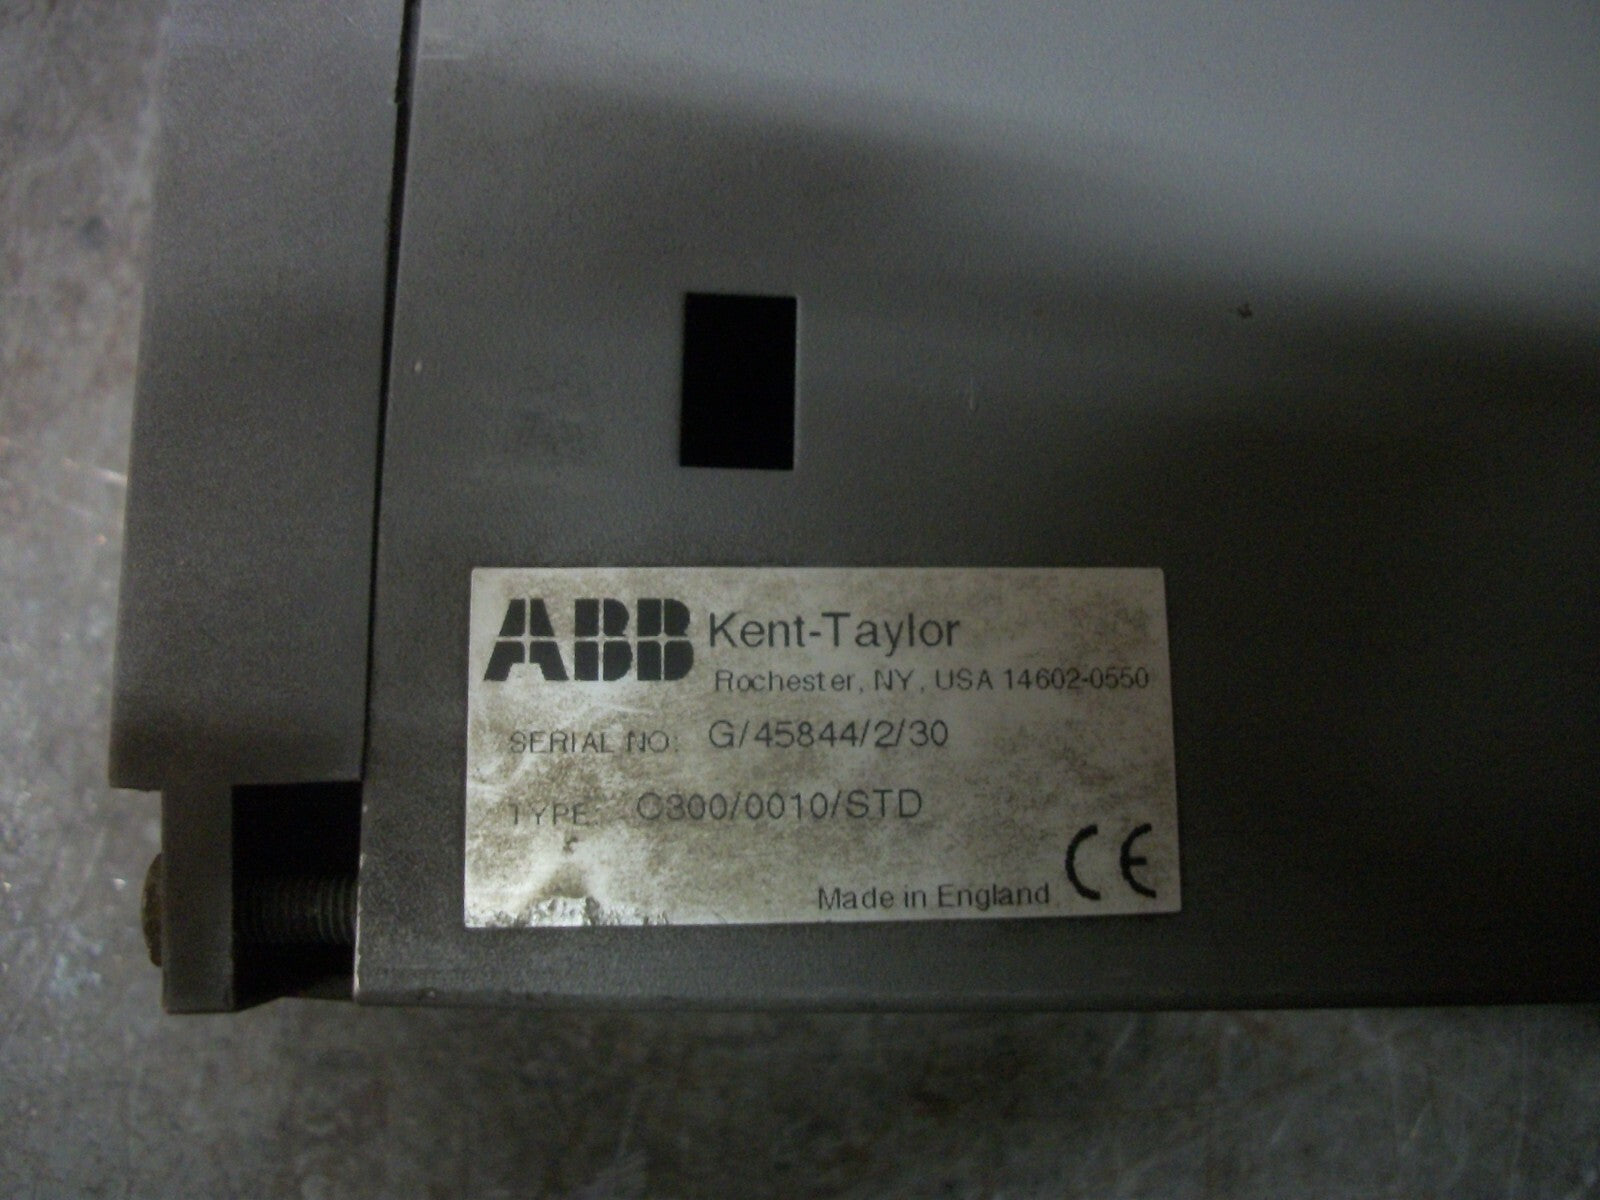 ABB Kent-Taylor
Rochester, NY, USA 14602-0550
SERIAL NO: G/45844/2/30
TYPE: C300/0010/STD
Made in England CE